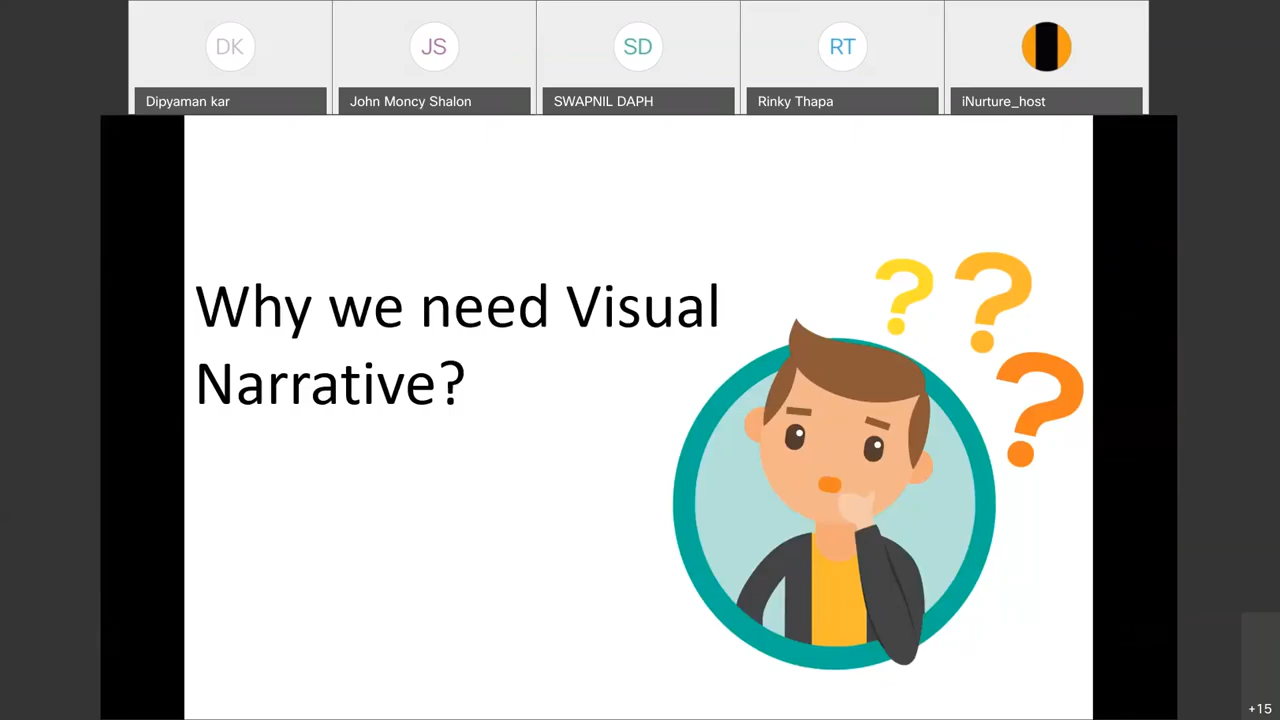 DK
JS
SD
RT
Dipyaman kar
John Moncy Shalon
SWAPNIL DAPH
Rinky Thapa
iNurture_host
Why we need Visual
Narrative?
? ? ?
+15